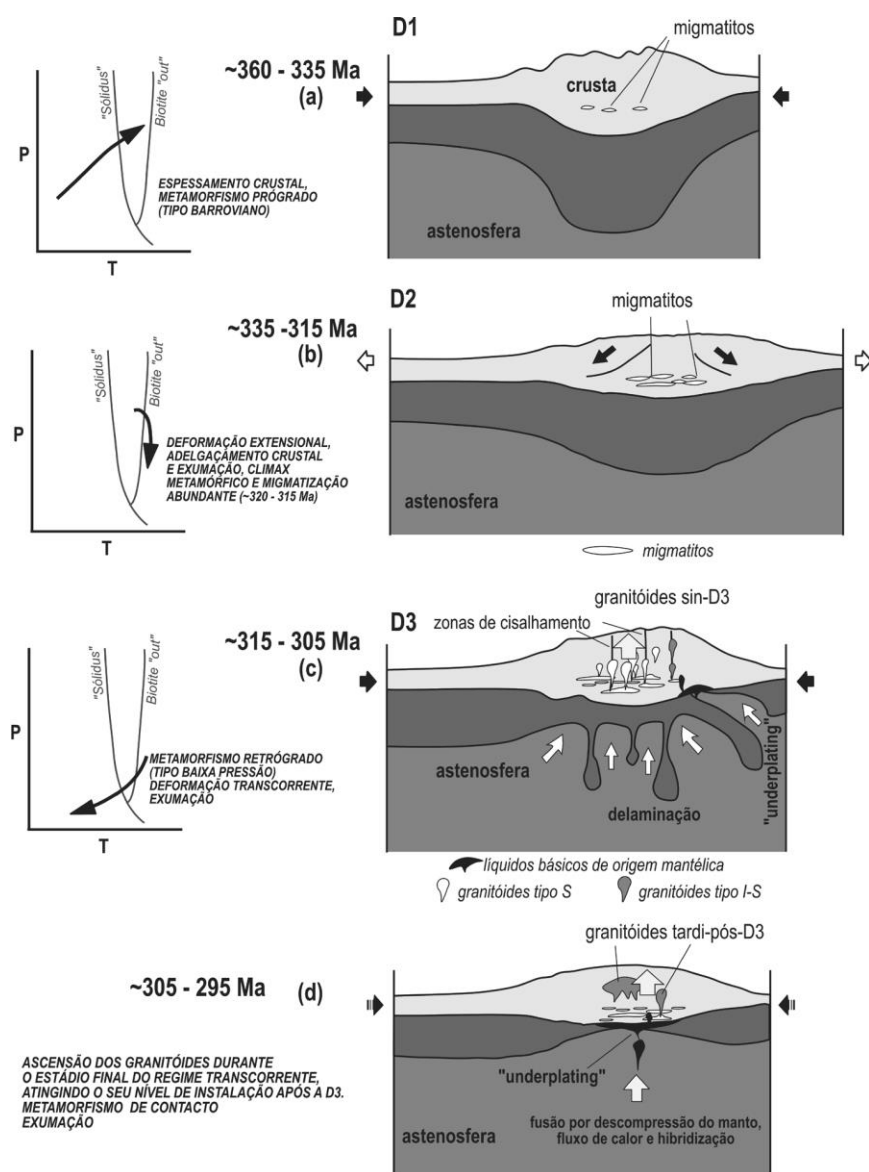 D1
migmatitos
~360 - 335 Ma
(a)
crusta
"Sólidus"
Biotite "out"
P
ESPESSAMENTO CRUSTAL,
METAMORFISMO PRÓGRADO
(TIPO BARROVIANO)
astenosfera
T
D2
migmatitos
~335 -315 Ma
(b)
"Sólidus"
Biotite "out"
P
DEFORMAÇÃO EXTENSIONAL,
ADELGAÇAMENTO CRUSTAL
E EXUMAÇÃO, CLIMAX
METAMÓRFICO E MIGMATIZAÇÃO
ABUNDANTE (~320 - 315 Ma)
astenosfera
T
migmatitos
granitóides sin-D3
zonas de cisalhamento
~315 - 305 Ma
D3
(c)
"Sólidus"
Biotite "out"
P
METAMORFISMO RETRÓGRADO
(TIPO BAIXA PRESSÃO)
DEFORMAÇÃO TRANSCORRENTE,
EXUMAÇÃO
astenosfera
"underplating"
delaminação
T
líquidos básicos de origem mantélica
granitóides tipo S
granitóides tipo I-S
granitóides tardi-pós-D3
~305 - 295 Ma
(d)
ASCENSÃO DOS GRANITÓIDES DURANTE
O ESTÁDIO FINAL DO REGIME TRANSCORRENTE,
ATINGINDO O SEU NÍVEL DE INSTALAÇÃO APÓS A D3.
METAMORFISMO DE CONTACTO
EXUMAÇÃO
"underplating"
astenosfera
fusão por descompressão do manto,
fluxo de calor e hibridização